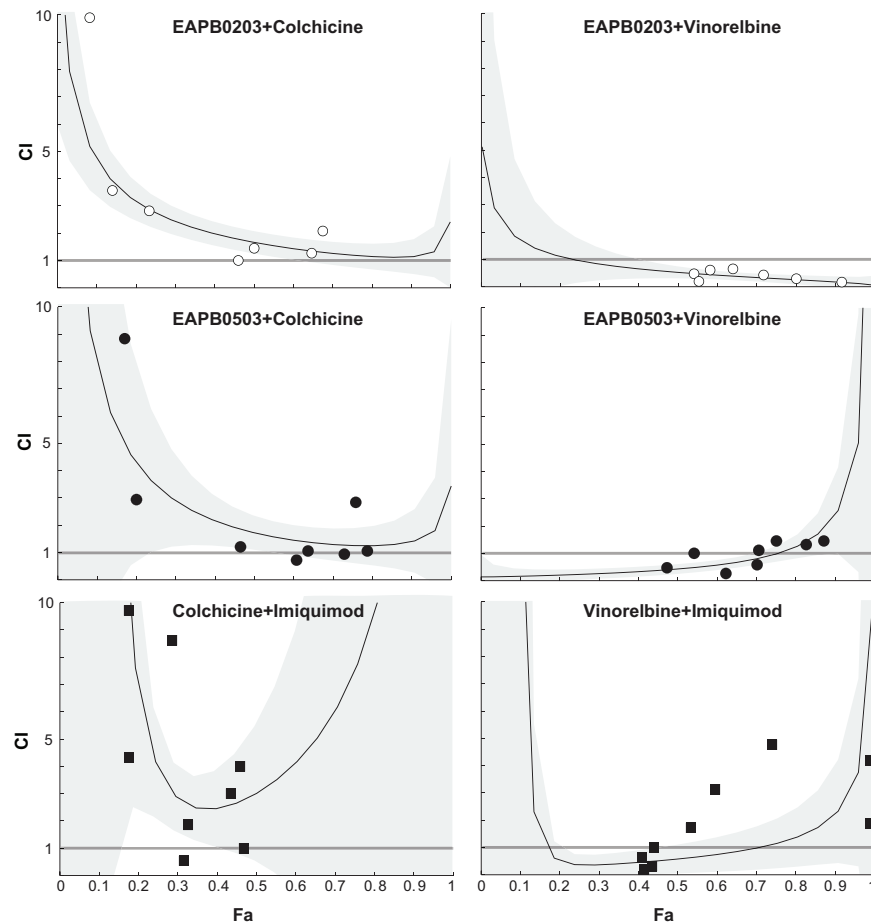 EAPB0203+Colchicine
EAPB0203+Vinorelbine
10
CI
5
1
EAPB0503+Colchicine
EAPB0503+Vinorelbine
10
CI
5
1
Colchicine+Imiquimod
Vinorelbine+Imiquimod
10
CI
5
1
0 0.1 0.2 0.3 0.4 0.5 0.6 0.7 0.8 0.9 1
0 0.1 0.2 0.3 0.4 0.5 0.6 0.7 0.8 0.9 1
Fa
Fa